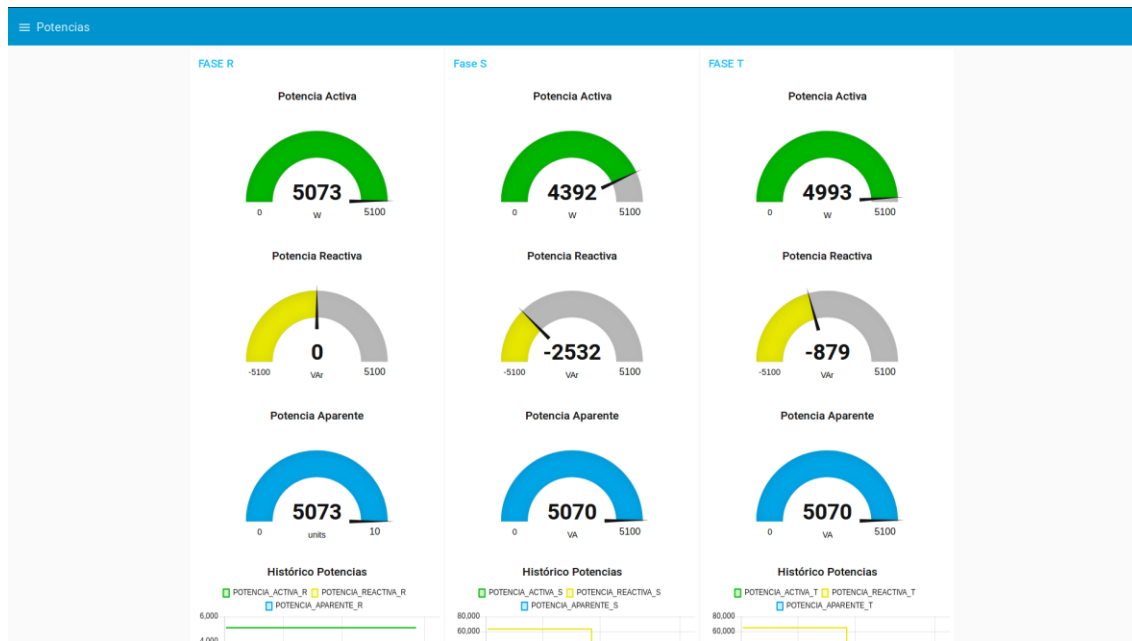 Potencias
FASE R
Potencia Activa
5073
0
W
5100
Potencia Reactiva
0
-5100
VAr
5100
Potencia Aparente
5073
0
units
10
Histórico Potencias
POTENCIA_ACTIVA_R POTENCIA_REACTIVA_R
POTENCIA_APARENTE_R
6,000
4,000
Fase S
Potencia Activa
4392
0
W
5100
Potencia Reactiva
-2532
-5100
VAr
5100
Potencia Aparente
5070
0
VA
5100
Histórico Potencias
POTENCIA_ACTIVA_S POTENCIA_REACTIVA_S
POTENCIA_APARENTE_S
80,000
60,000
FASE T
Potencia Activa
4993
0
W
5100
Potencia Reactiva
-879
-5100
VAr
5100
Potencia Aparente
5070
0
VA
5100
Histórico Potencias
POTENCIA_ACTIVA_T POTENCIA_REACTIVA_T
POTENCIA_APARENTE_T
80,000
60,000